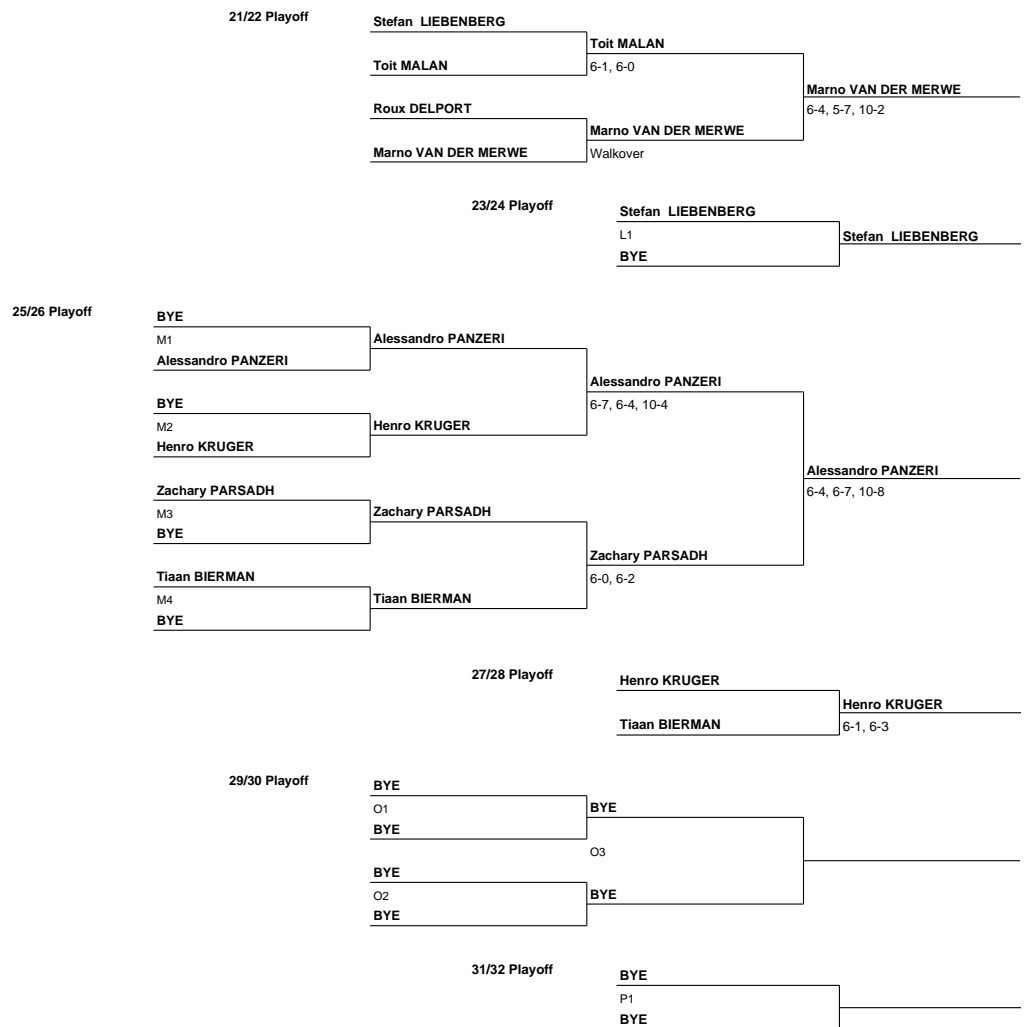 21/22 Playoff
Stefan LIEBENBERG
Toit MALAN
Toit MALAN
6-1, 6-0
Marno VAN DER MERWE
6-4, 5-7, 10-2
Roux DELPORT
Marno VAN DER MERWE
Marno VAN DER MERWE
Walkover
23/24 Playoff
Stefan LIEBENBERG
L1
Stefan LIEBENBERG
BYE
25/26 Playoff
BYE
M1
Alessandro PANZERI
Alessandro PANZERI
Alessandro PANZERI
6-7, 6-4, 10-4
BYE
M2
Henro KRUGER
Henro KRUGER
Alessandro PANZERI
6-4, 6-7, 10-8
Zachary PARSADH
M3
Zachary PARSADH
BYE
Zachary PARSADH
6-0, 6-2
Tiaan BIERMAN
M4
Tiaan BIERMAN
BYE
27/28 Playoff
Henro KRUGER
Henro KRUGER
Tiaan BIERMAN
6-1, 6-3
29/30 Playoff
BYE
O1
BYE
BYE
O3
BYE
O2
BYE
BYE
31/32 Playoff
BYE
P1
BYE